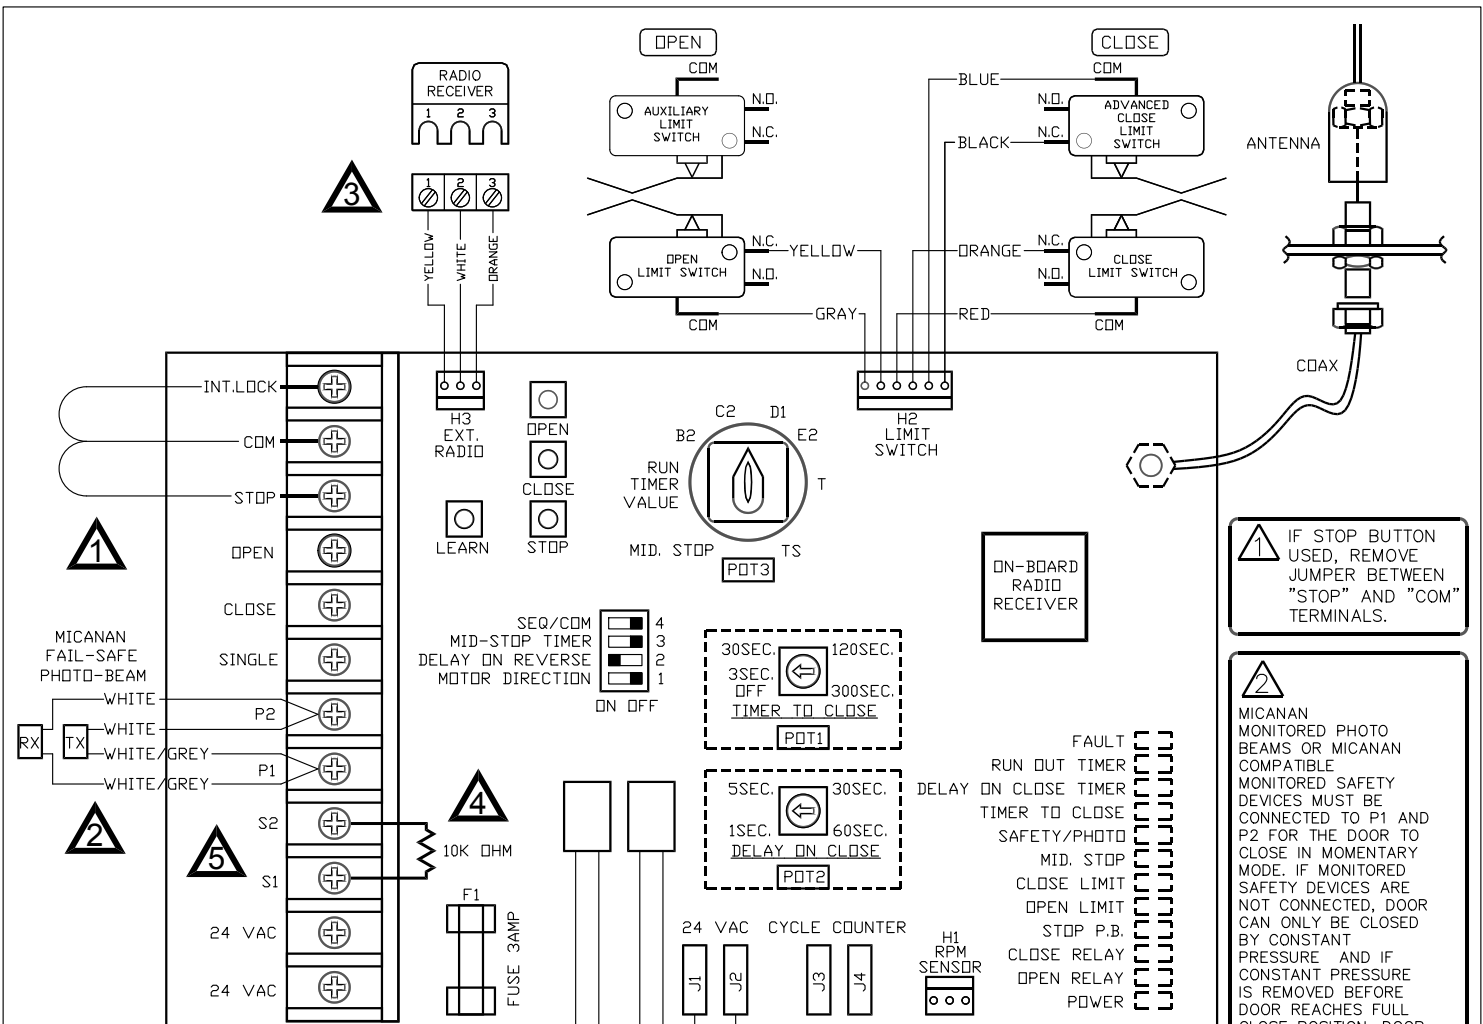 OPEN
CLOSE
RADIO
RECEIVER
1 2 3
COM
AUXILIARY
LIMIT
SWITCH
N.O.
N.C.
BLUE
BLACK
COM
N.O.
N.C.
ADVANCED
CLOSE
LIMIT
SWITCH
ANTENNA
3
1 2 3
YELLOW
WHITE
ORANGE
OPEN
LIMIT SWITCH
N.C.
N.O.
COM
YELLOW
GRAY
ORANGE
RED
N.C.
N.O.
CLOSE
LIMIT SWITCH
COM
COAX
INT.LOCK
COM
STOP
OPEN
CLOSE
SINGLE
P2
P1
S2
S1
24 VAC
24 VAC
1
MICANAN
FAIL-SAFE
PHOTO-BEAM
WHITE
WHITE
WHITE/GREY
WHITE/GREY
RX
TX
2
5
4
10K OHM
F1
FUSE 3AMP
H3
EXT.
RADIO
OPEN
CLOSE
LEARN
STOP
C2
D1
B2
E2
RUN
TIMER
VALUE
T
MID. STOP
TS
POT3
H2
LIMIT
SWITCH
ON-BOARD
RADIO
RECEIVER
SEQ/COM 4
MID-STOP TIMER 3
DELAY ON REVERSE 2
MOTOR DIRECTION 1
ON OFF
30SEC. 120SEC.
3SEC.
OFF 300SEC.
TIMER TO CLOSE
POT1
5SEC. 30SEC.
1SEC. 60SEC.
DELAY ON CLOSE
POT2
24 VAC
CYCLE COUNTER
J1
J2
J3
J4
H1
RPM
SENSOR
FAULT
RUN OUT TIMER
DELAY ON CLOSE TIMER
TIMER TO CLOSE
SAFETY/PHOTO
MID. STOP
CLOSE LIMIT
OPEN LIMIT
STOP P.B.
CLOSE RELAY
OPEN RELAY
POWER
1
IF STOP BUTTON
USED, REMOVE
JUMPER BETWEEN
"STOP" AND "COM"
TERMINALS.
2
MICANAN
MONITORED PHOTO
BEAMS OR MICANAN
COMPATIBLE
MONITORED SAFETY
DEVICES MUST BE
CONNECTED TO P1 AND
P2 FOR THE DOOR TO
CLOSE IN MOMENTARY
MODE. IF MONITORED
SAFETY DEVICES ARE
NOT CONNECTED, DOOR
CAN ONLY BE CLOSED
BY CONSTANT
PRESSURE AND IF
CONSTANT PRESSURE
IS REMOVED BEFORE
DOOR REACHES FULL
CLOSE POSITION, DOOR